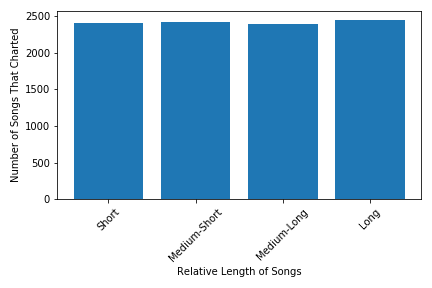 2500
2000
1500
1000
500
0
Number of Songs That Charted
Short
Medium-Short
Medium-Long
Long
Relative Length of Songs